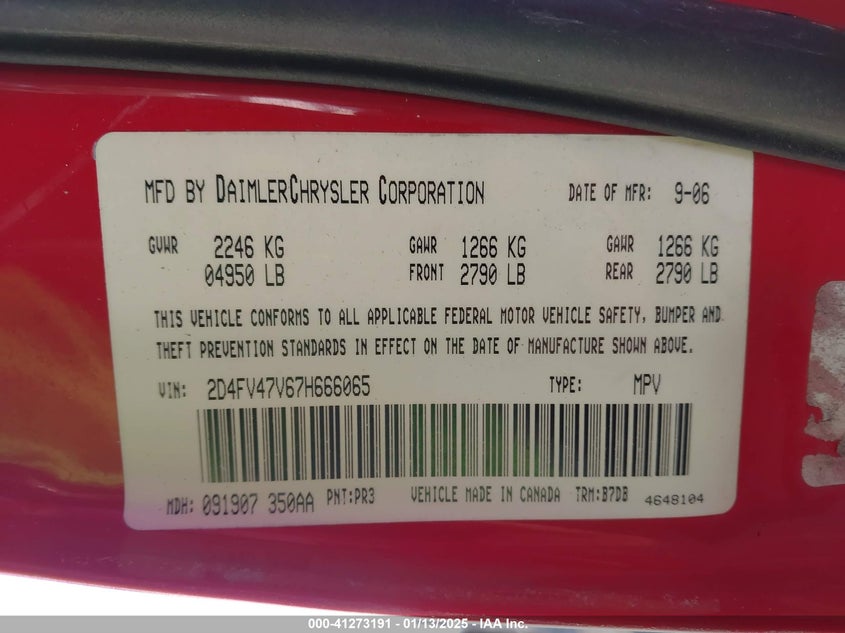 MFD BY DAIMLERCHRYSLER CORPORATION DATE OF MFR: 9-06
GVWR 2246 KG GAWR 1266 KG GAWR 1266 KG
04950 LB FRONT 2790 LB REAR 2790 LB
THIS VEHICLE CONFORMS TO ALL APPLICABLE FEDERAL MOTOR VEHICLE SAFETY, BUMPER AND
THEFT PREVENTION STANDARDS IN EFFECT ON THE DATE OF MANUFACTURE SHOWN ABOVE.
VIN: 2D4FV47V67H666065 TYPE: MPV
MDH: 091907 350AA PNT:PR3 VEHICLE MADE IN CANADA TRM:B7DB 4648104
000-41273191 - 01/13/2025 - IAA Inc.